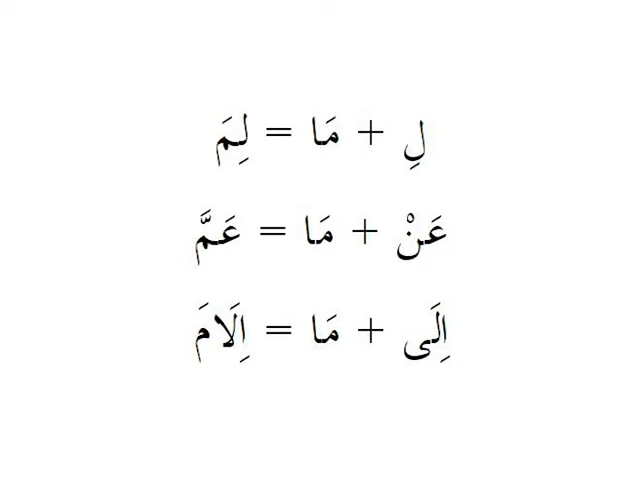 لِ + مَا = لِمَ
عَنْ + مَا = عَمَّ
اِلَى + مَا = اِلَامَ